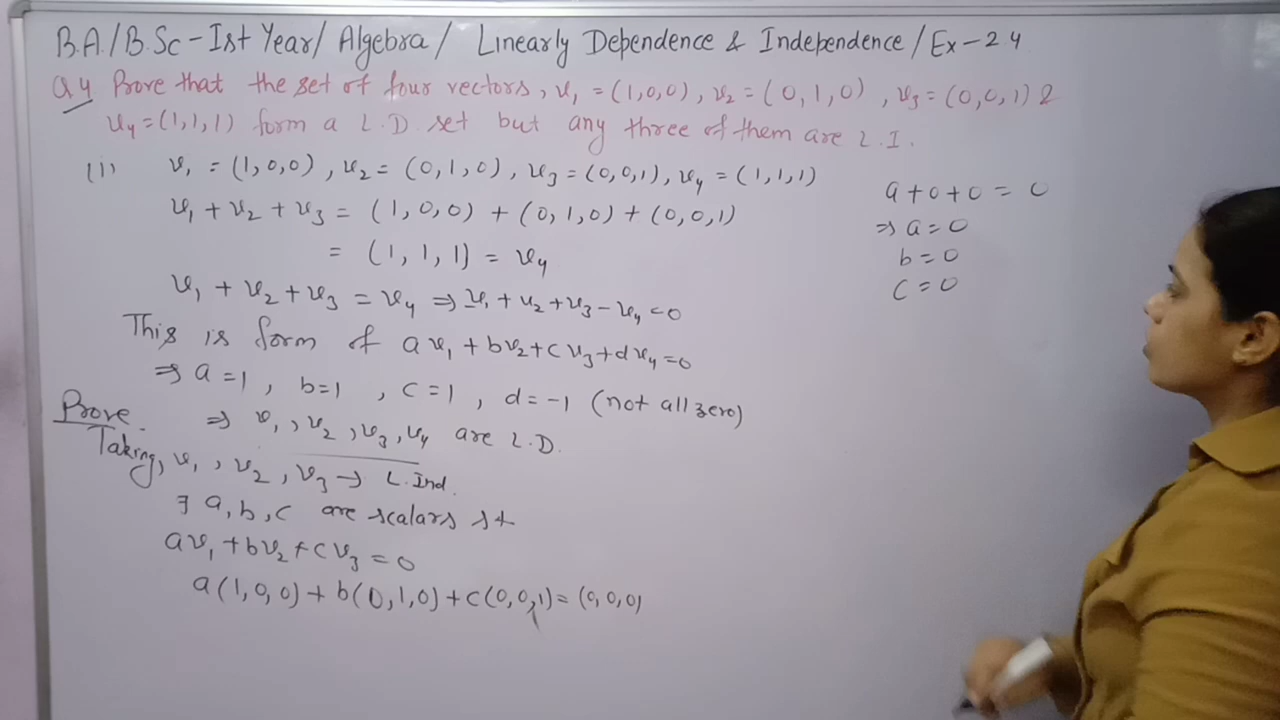 B.A./B.Sc-Ist Year/ Algebra/ Linearly Dependence & Independence/Ex-2.4
Q4 Prove that the set of four vectors, v₁ = (1,0,0), v₂ = (0,1,0), v₃ = (0,0,1) &
v₄ = (1,1,1) form a L.D. set but any three of them are L.I.
(i) v₁ = (1,0,0), v₂ = (0,1,0), v₃ = (0,0,1), v₄ = (1,1,1)
v₁ + v₂ + v₃ = (1,0,0) + (0,1,0) + (0,0,1)
= (1,1,1) = v₄
v₁ + v₂ + v₃ = v₄ ⇒ v₁ + v₂ + v₃ - v₄ = 0
This is form of av₁ + bv₂ + cv₃ + dv₄ = 0
⇒ a = 1, b = 1, c = 1, d = -1 (not all zero)
Prove. ⇒ v₁, v₂, v₃, v₄ are L.D.
Taking, v₁, v₂, v₃ → L.Ind.
∃ a, b, c are scalars st
av₁ + bv₂ + cv₃ = 0
a(1,0,0) + b(0,1,0) + c(0,0,1) = (0,0,0)
a + 0 + 0 = 0
⇒ a = 0
b = 0
c = 0